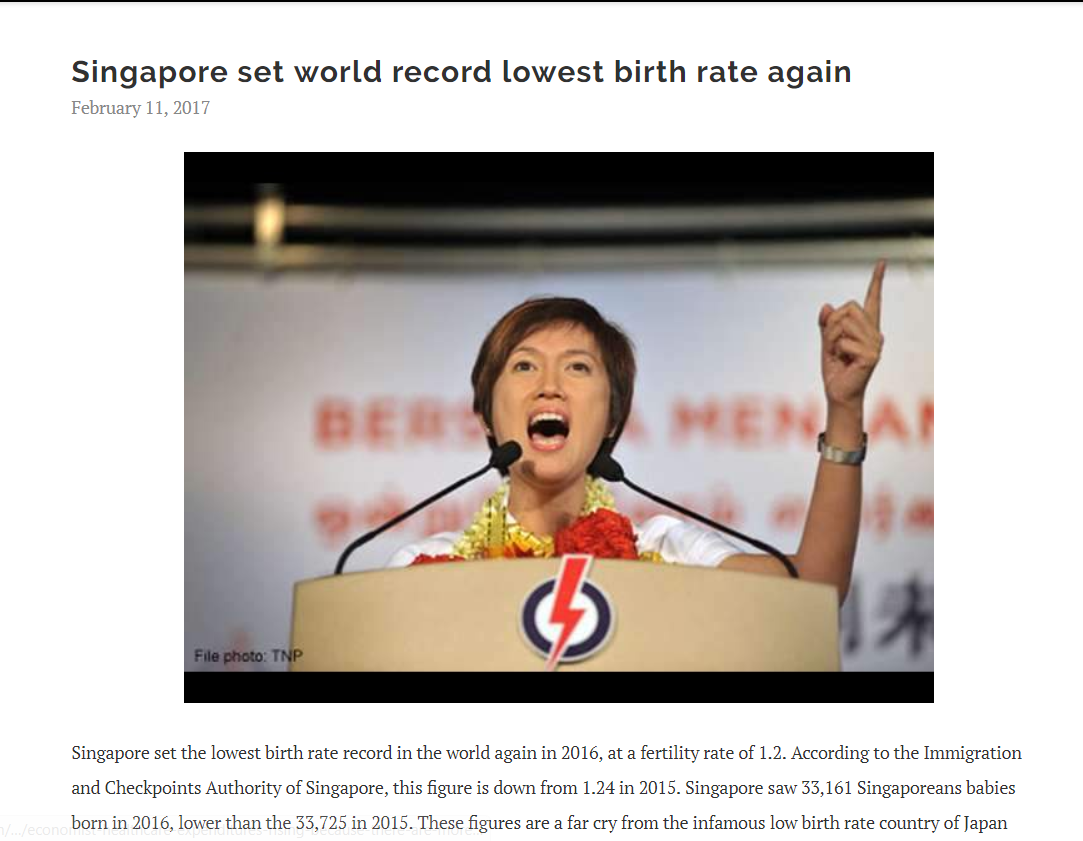 Singapore set world record lowest birth rate again
February 11, 2017
BERS A MEN AN
File photo: TNP
Singapore set the lowest birth rate record in the world again in 2016, at a fertility rate of 1.2. According to the Immigration
and Checkpoints Authority of Singapore, this figure is down from 1.24 in 2015. Singapore saw 33,161 Singaporeans babies
born in 2016, lower than the 33,725 in 2015. These figures are a far cry from the infamous low birth rate country of Japan